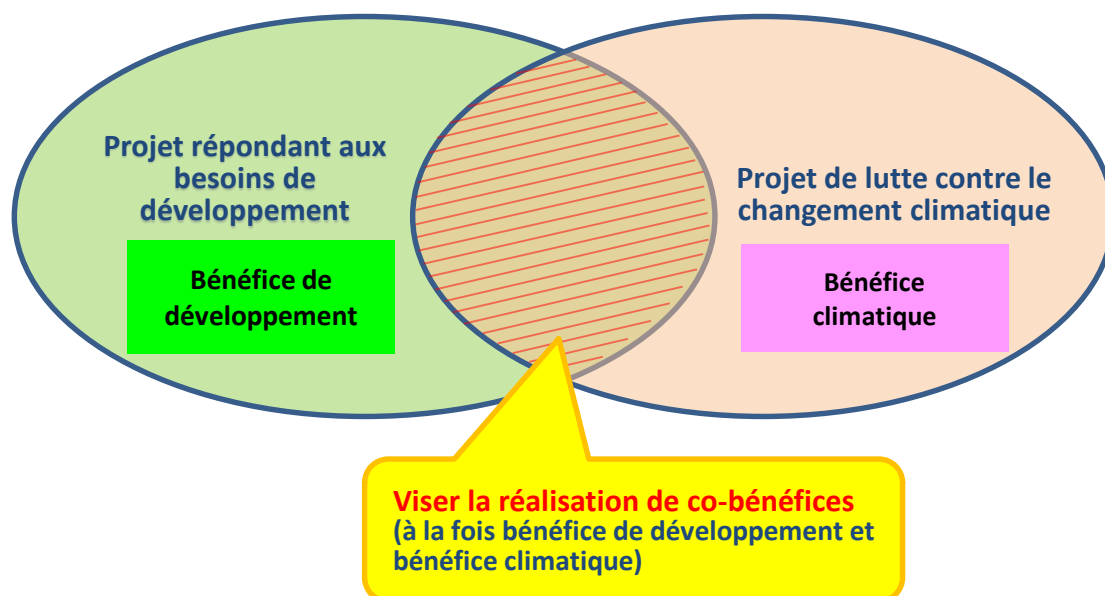 Projet répondant aux
besoins de
développement
Bénéfice de
développement
Projet de lutte contre le
changement climatique
Bénéfice
climatique
Viser la réalisation de co-bénéfices
(à la fois bénéfice de développement et
bénéfice climatique)